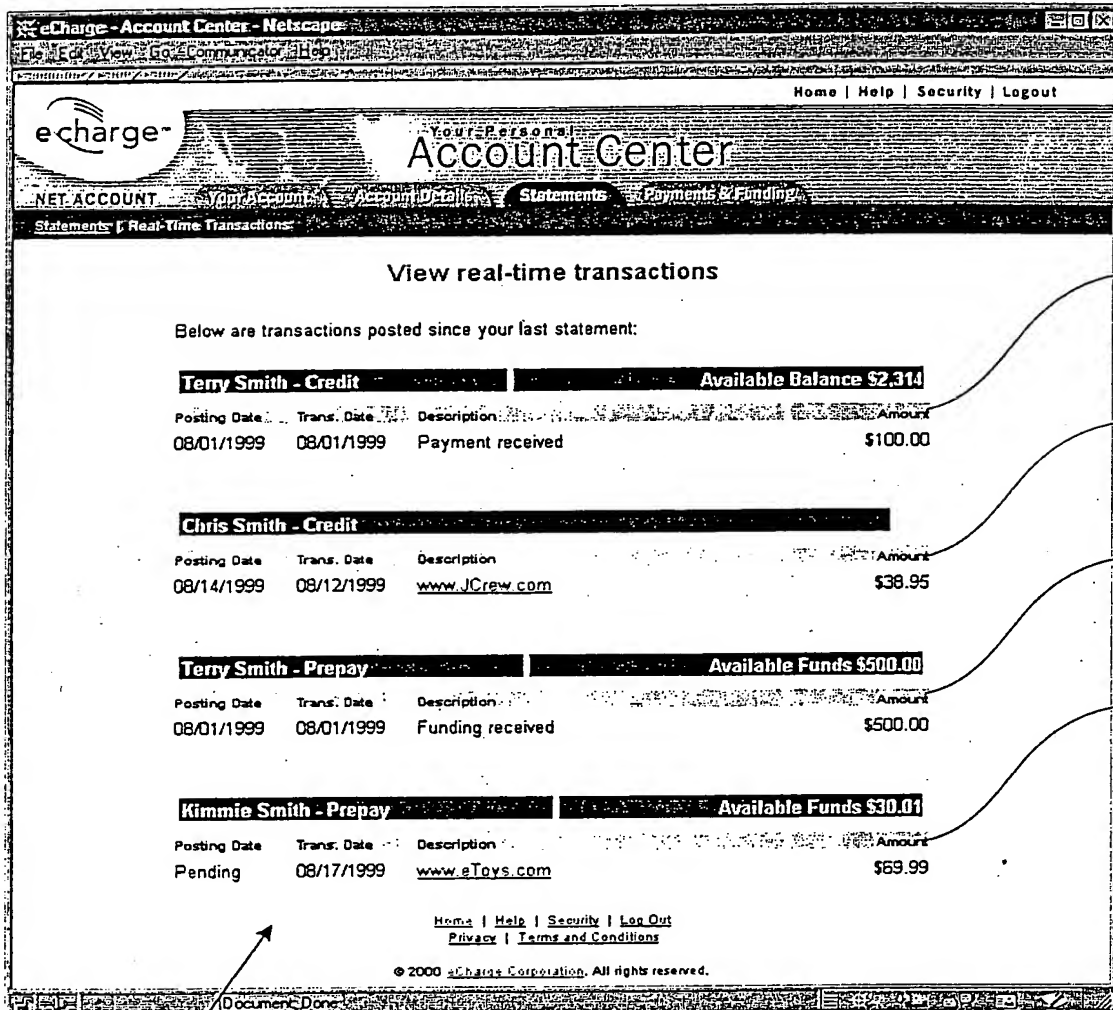 eCharge - Account Center - Netscape
File Edit View Go Communicator Help
Home | Help | Security | Logout
echarge™
Your Personal
Account Center
NET ACCOUNT Your Account Account Details Statements Payments & Funding
Statements | Real-Time Transactions
View real-time transactions
Below are transactions posted since your last statement:
Terry Smith - Credit Available Balance $2,314
Posting Date Trans. Date Description Amount
08/01/1999 08/01/1999 Payment received $100.00
Chris Smith - Credit
Posting Date Trans. Date Description Amount
08/14/1999 08/12/1999 www.JCrew.com $38.95
Terry Smith - Prepay Available Funds $500.00
Posting Date Trans. Date Description Amount
08/01/1999 08/01/1999 Funding received $500.00
Kimmie Smith - Prepay Available Funds $30.01
Posting Date Trans. Date Description Amount
Pending 08/17/1999 www.eToys.com $69.99
Home | Help | Security | Log Out
Privacy | Terms and Conditions
© 2000 eCharge Corporation. All rights reserved.
Document: Done